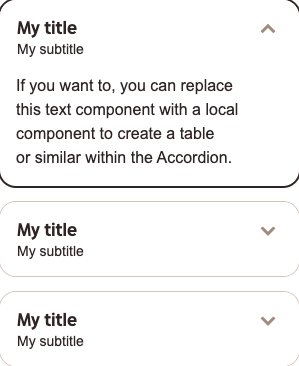 My title
My subtitle
If you want to, you can replace
this text component with a local
component to create a table
or similar within the Accordion.
My title
My subtitle
My title
My subtitle